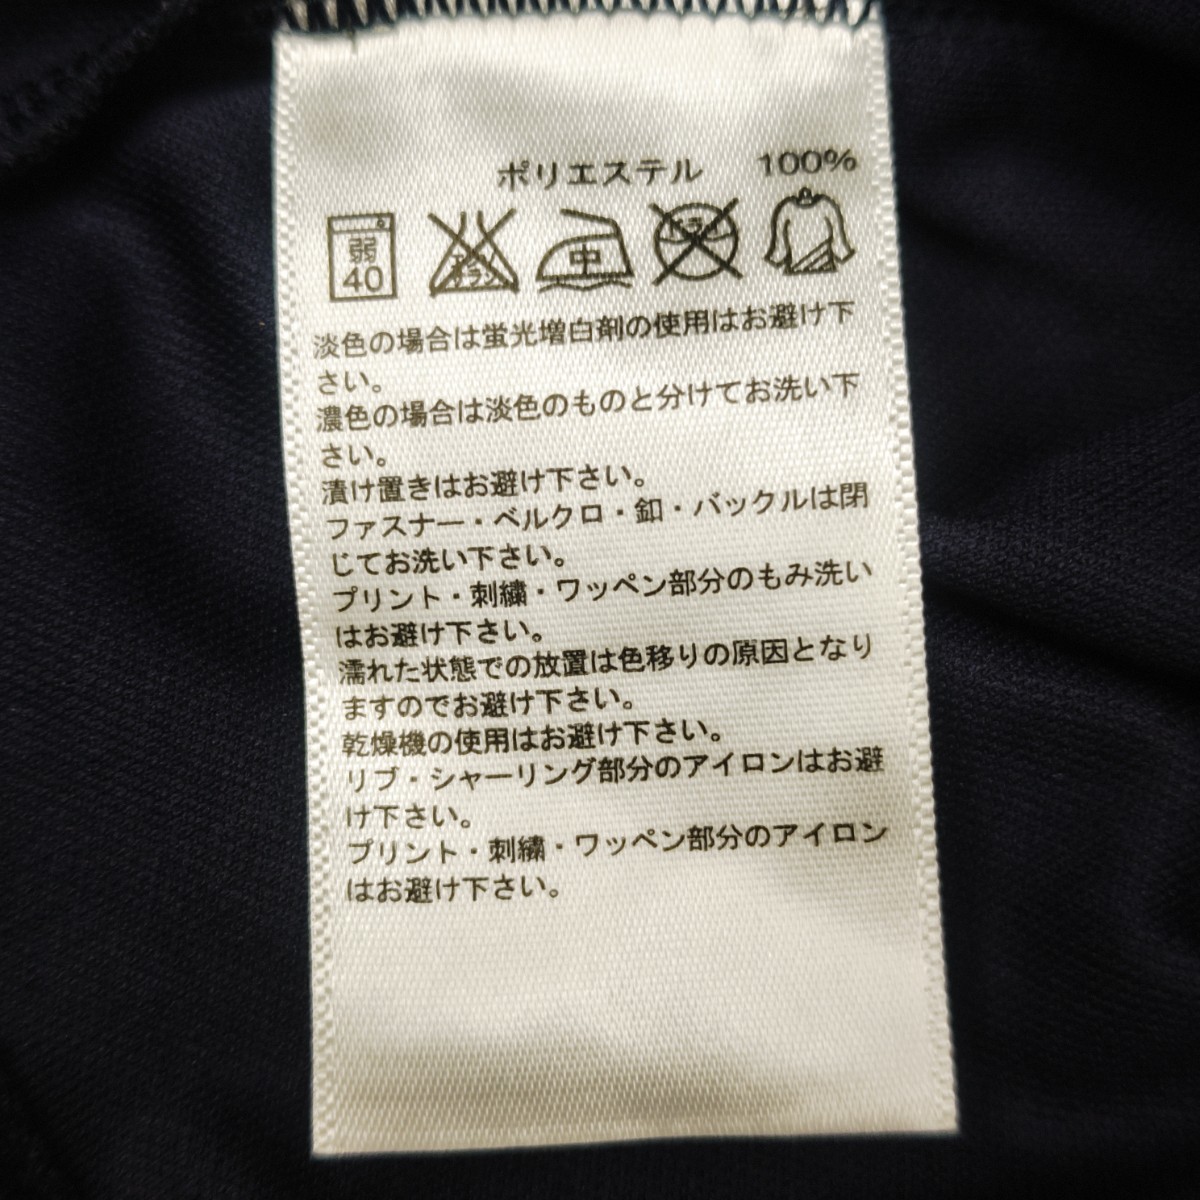 ポリエステル 100%
弱 中 ドライ
40 エンソ サラシ
淡色の場合は蛍光増白剤の使用はお避け下
さい。
濃色の場合は淡色のものと分けてお洗い下
さい。
漬け置きはお避け下さい。
ファスナー・ベルクロ・釦・バックルは閉
じてお洗い下さい。
プリント・刺繍・ワッペン部分のもみ洗い
はお避け下さい。
濡れた状態での放置は色移りの原因となり
ますのでお避け下さい。
乾燥機の使用はお避け下さい。
リブ・シャーリング部分のアイロンはお避
け下さい。
プリント・刺繍・ワッペン部分のアイロン
はお避け下さい。